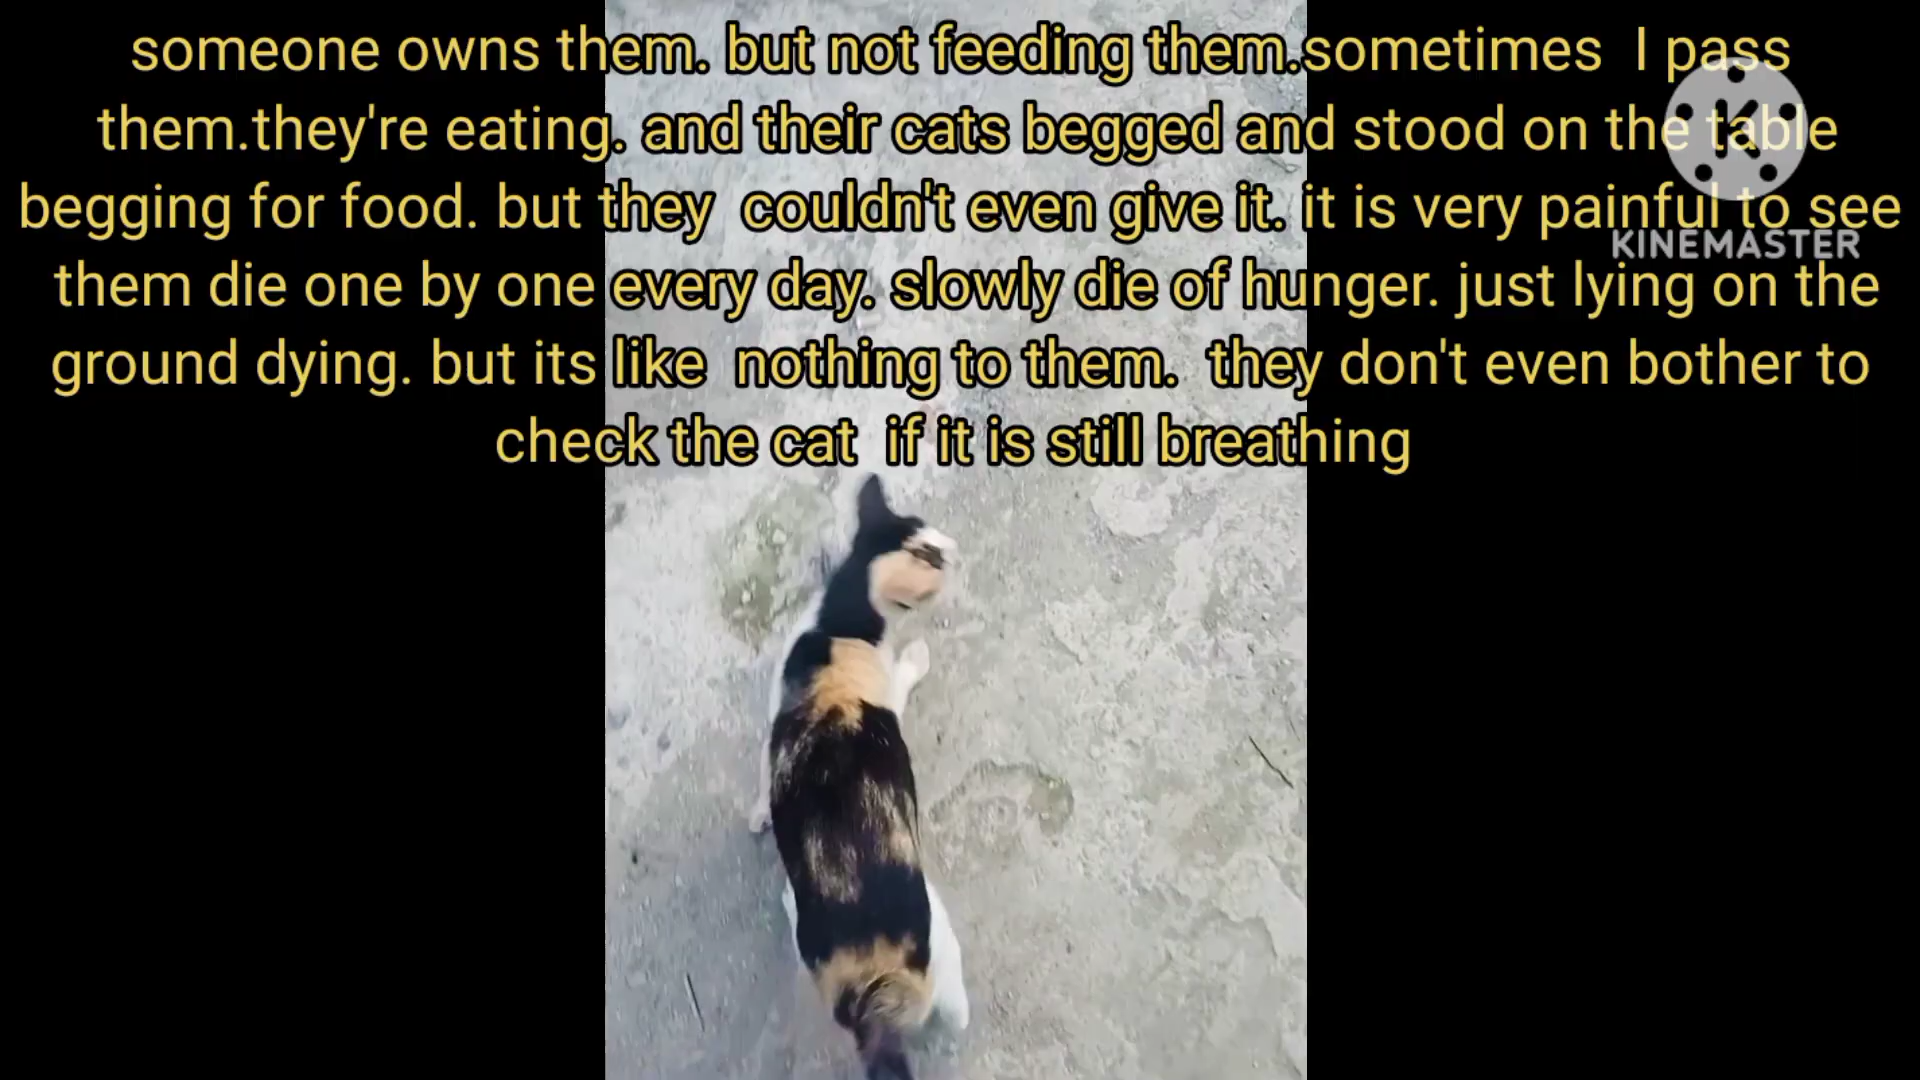 someone owns them. but not feeding them.sometimes I pass
them.they're eating. and their cats begged and stood on the table
begging for food. but they couldn't even give it. it is very painful to see
them die one by one every day. slowly die of hunger. just lying on the
ground dying. but its like nothing to them. they don't even bother to
check the cat if it is still breathing
K
KINEMASTER